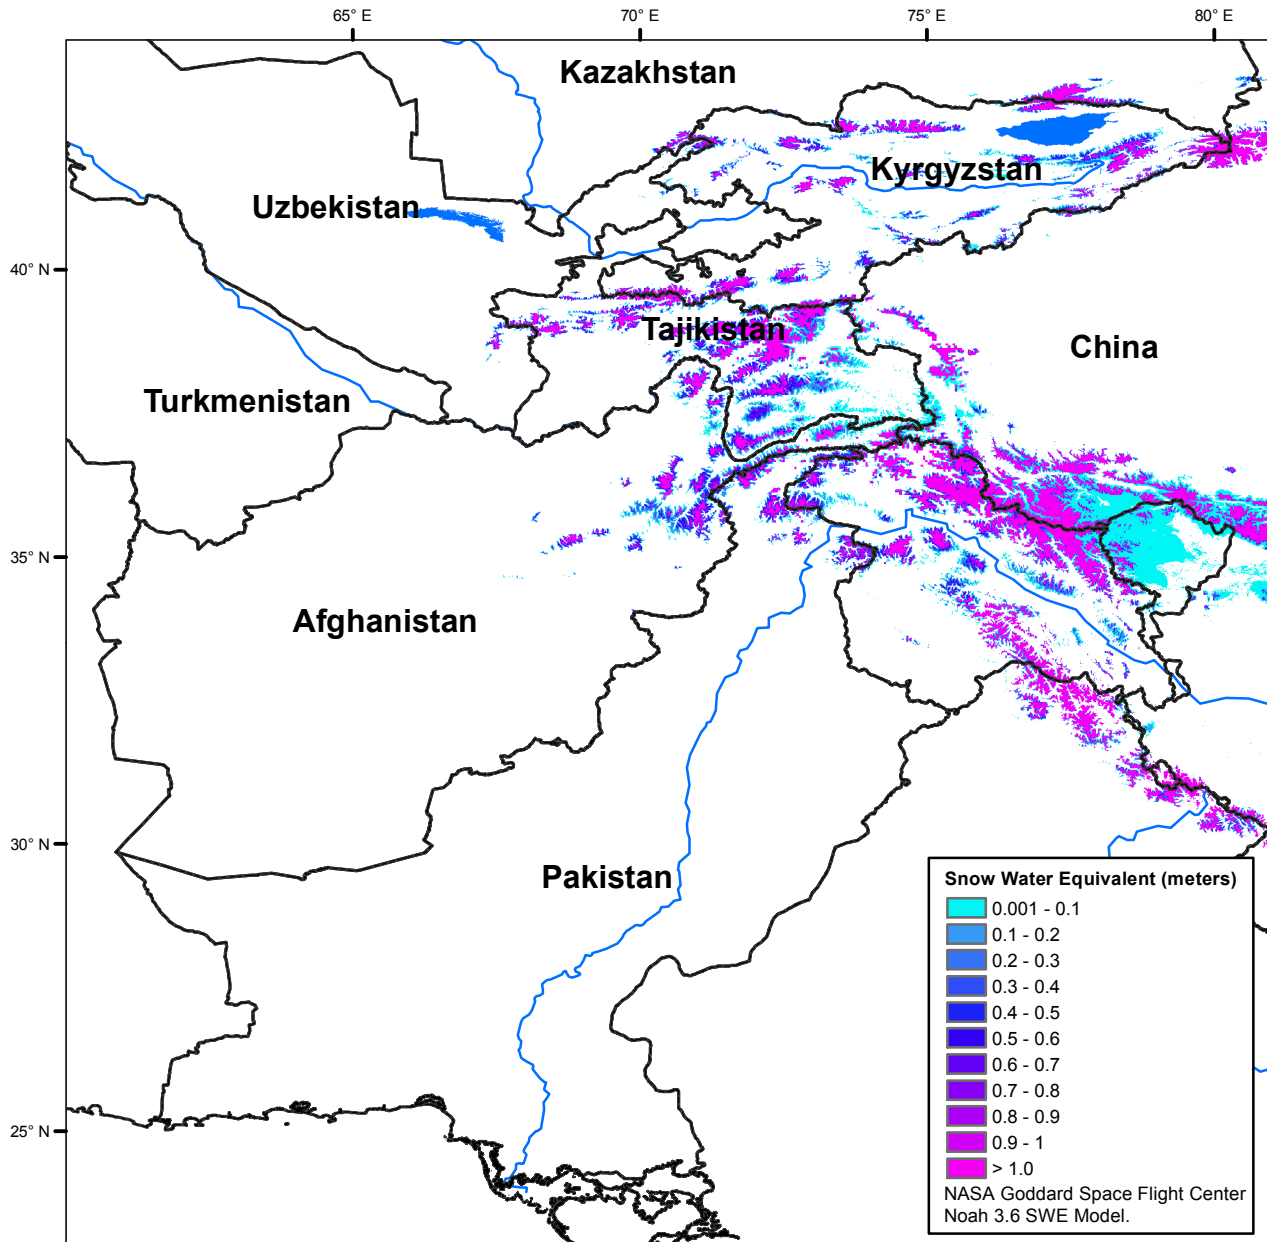 65° E
70° E
75° E
80° E
Kazakhstan
Kyrgyzstan
Uzbekistan
40° N
Tajikistan
China
Turkmenistan
35° N
Afghanistan
30° N
Pakistan
Snow Water Equivalent (meters)
0.001 - 0.1
0.1 - 0.2
0.2 - 0.3
0.3 - 0.4
0.4 - 0.5
0.5 - 0.6
0.6 - 0.7
0.7 - 0.8
0.8 - 0.9
0.9 - 1
> 1.0
NASA Goddard Space Flight Center
Noah 3.6 SWE Model.
25° N